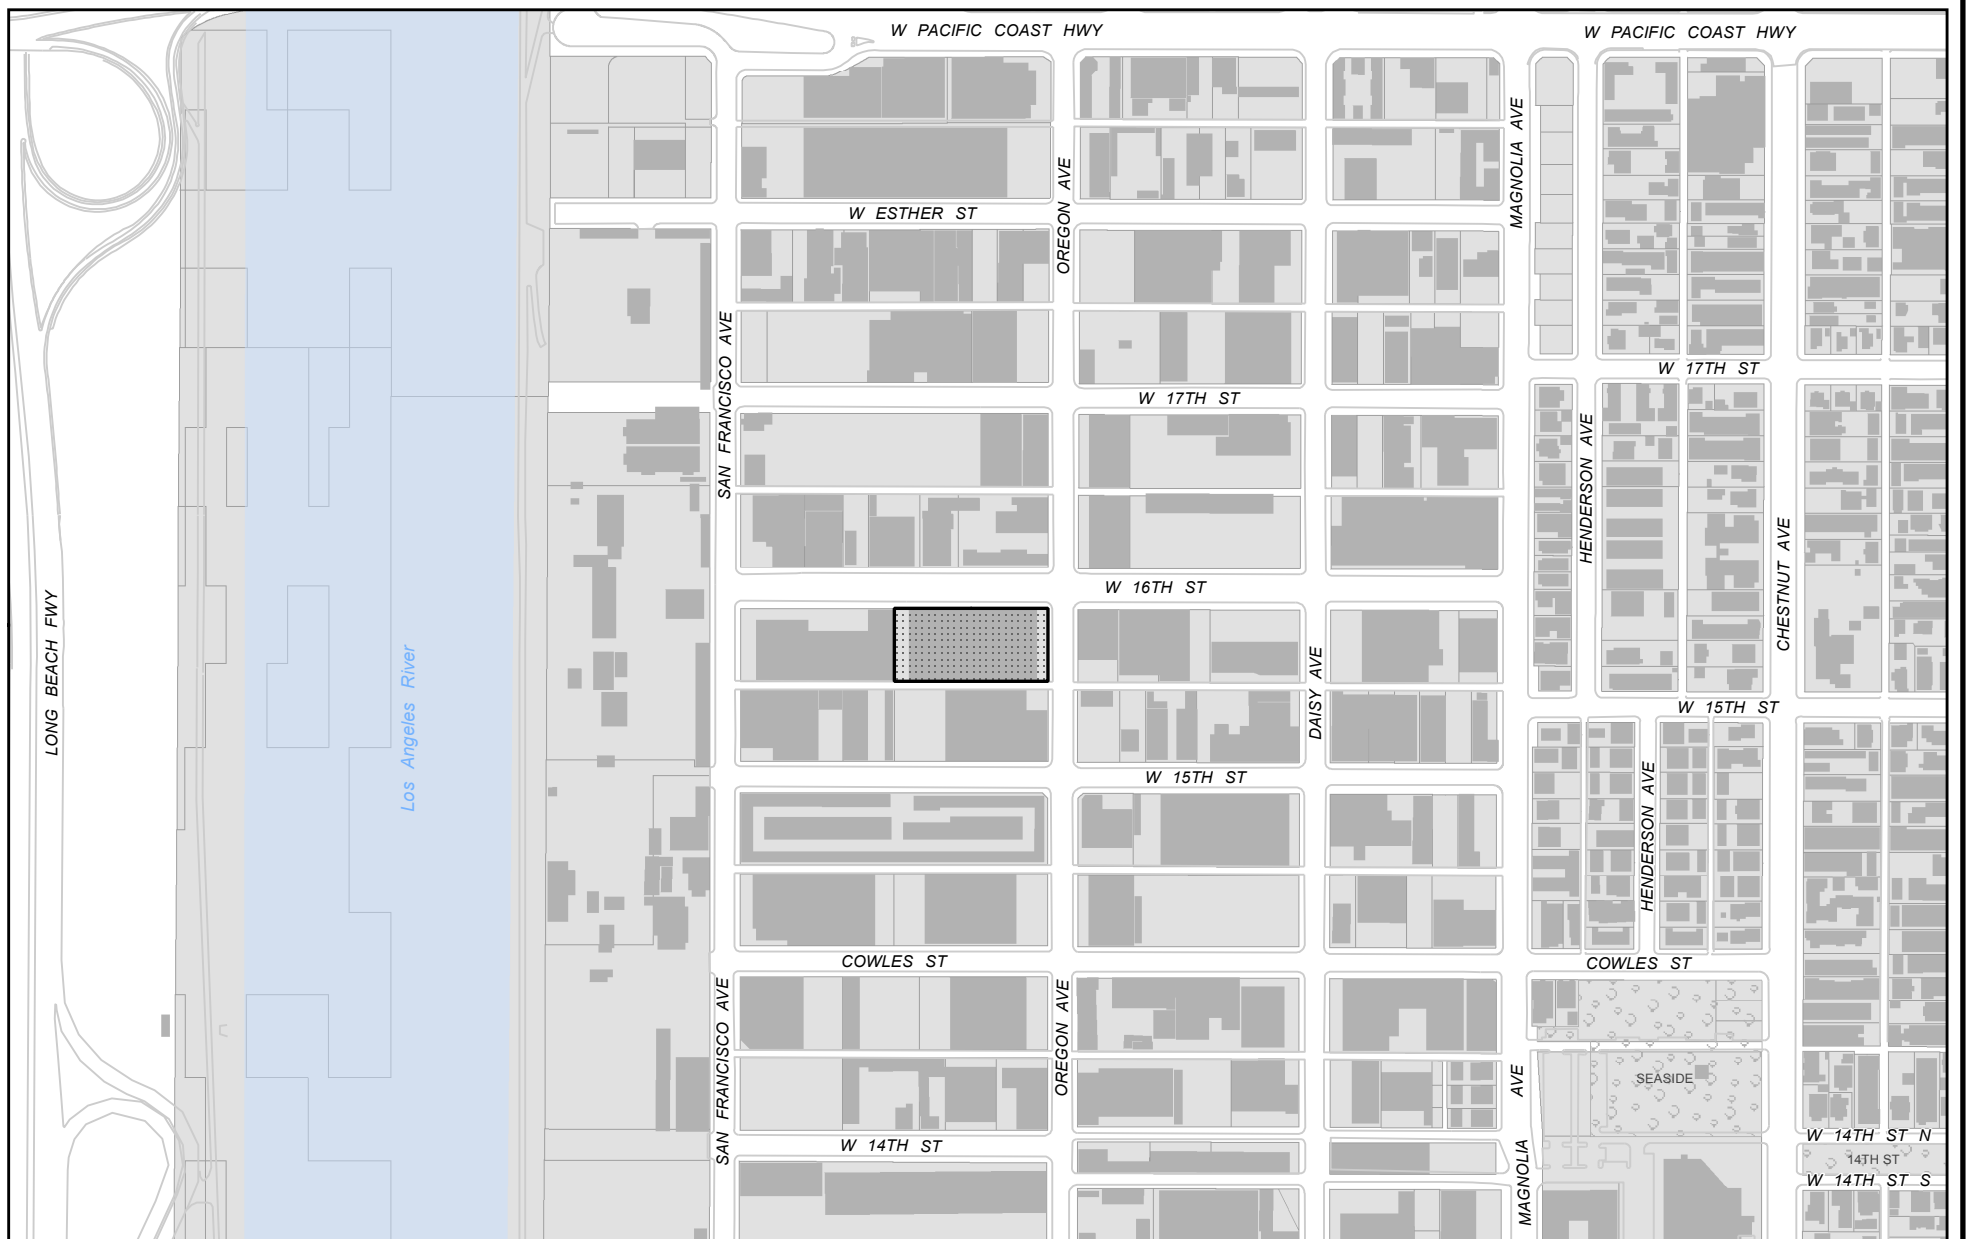 W PACIFIC COAST HWY
W PACIFIC COAST HWY
MAGNOLIA AVE
OREGON AVE
W ESTHER ST
SAN FRANCISCO AVE
W 17TH ST
W 17TH ST
HENDERSON AVE
CHESTNUT AVE
W 16TH ST
LONG BEACH FWY
Los Angeles River
DAISY AVE
W 15TH ST
W 15TH ST
HENDERSON AVE
COWLES ST
COWLES ST
SAN FRANCISCO AVE
OREGON AVE
MAGNOLIA AVE
SEASIDE
W 14TH ST
W 14TH ST N
14TH ST
W 14TH ST S